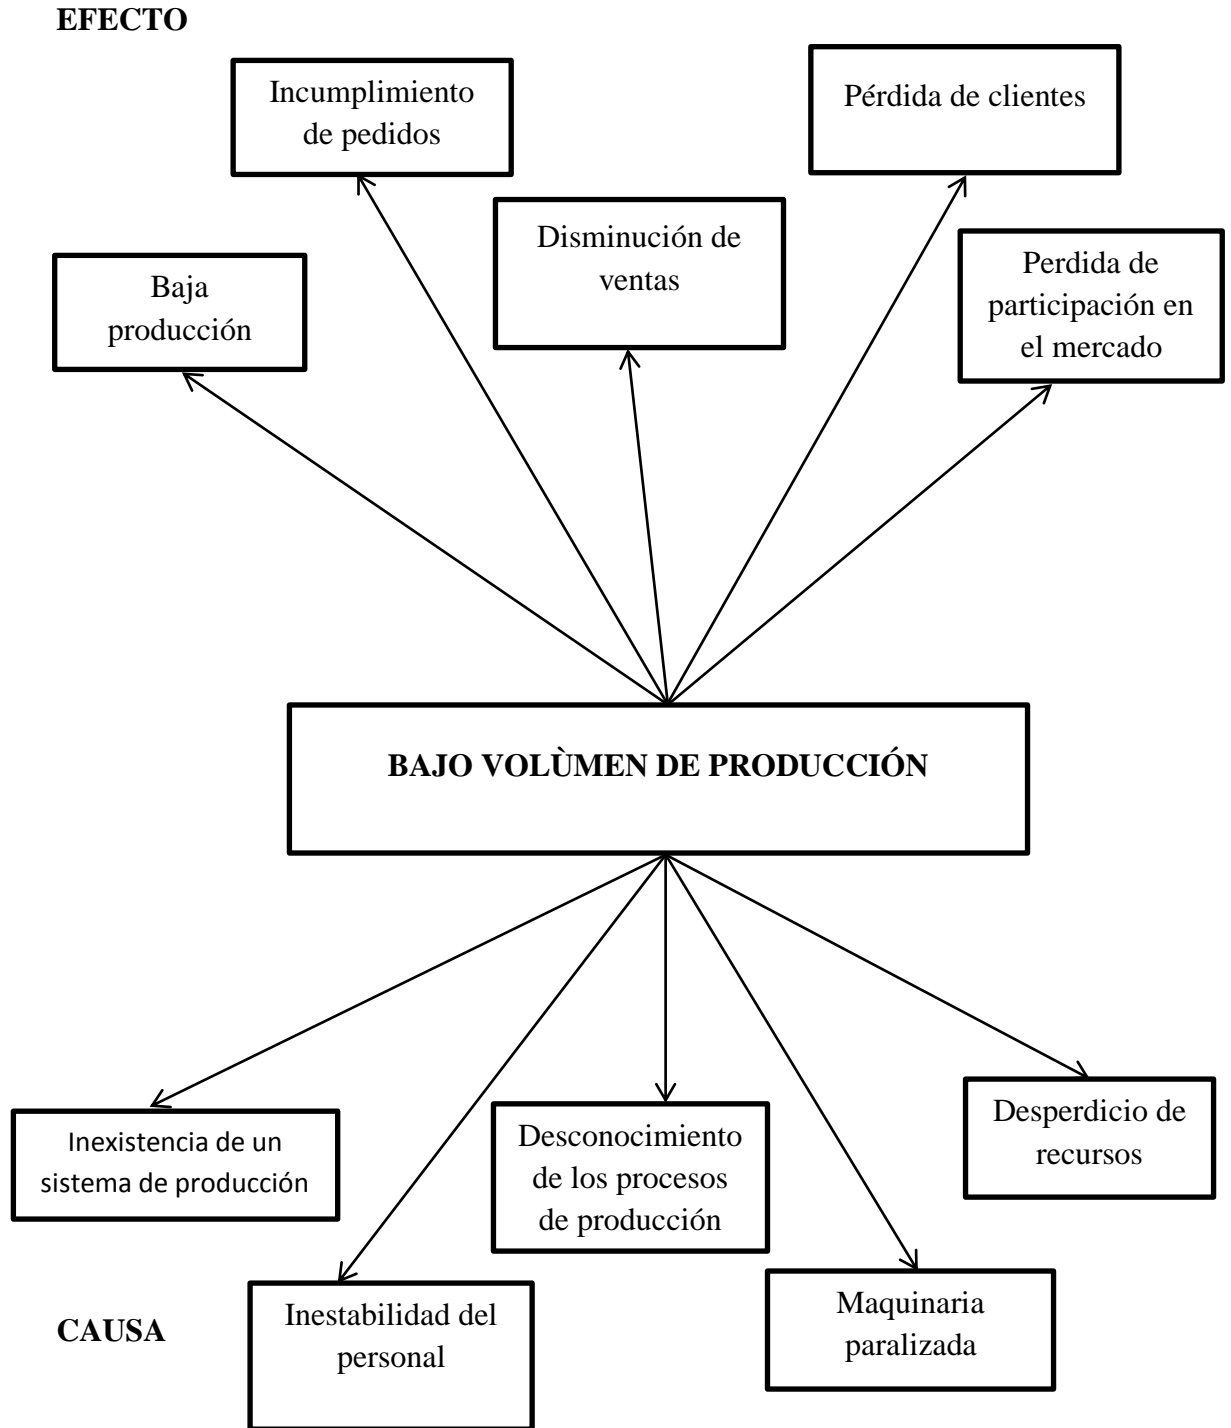 EFECTO
Incumplimiento
de pedidos
Pérdida de clientes
Disminución de
ventas
Baja
producción
Perdida de
participación en
el mercado
BAJO VOLÙMEN DE PRODUCCIÓN
Inexistencia de un
sistema de producción
Desconocimiento
de los procesos
de producción
Desperdicio de
recursos
CAUSA
Inestabilidad del
personal
Maquinaria
paralizada